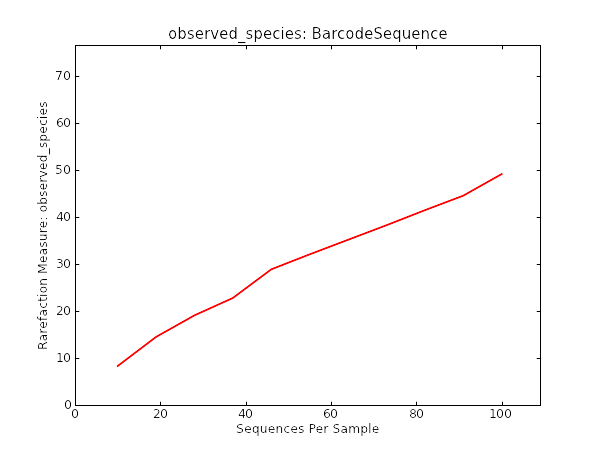 observed_species: BarcodeSequence
Rarefaction Measure: observed_species
70
60
50
40
30
20
10
0
0 20 40 60 80 100
Sequences Per Sample